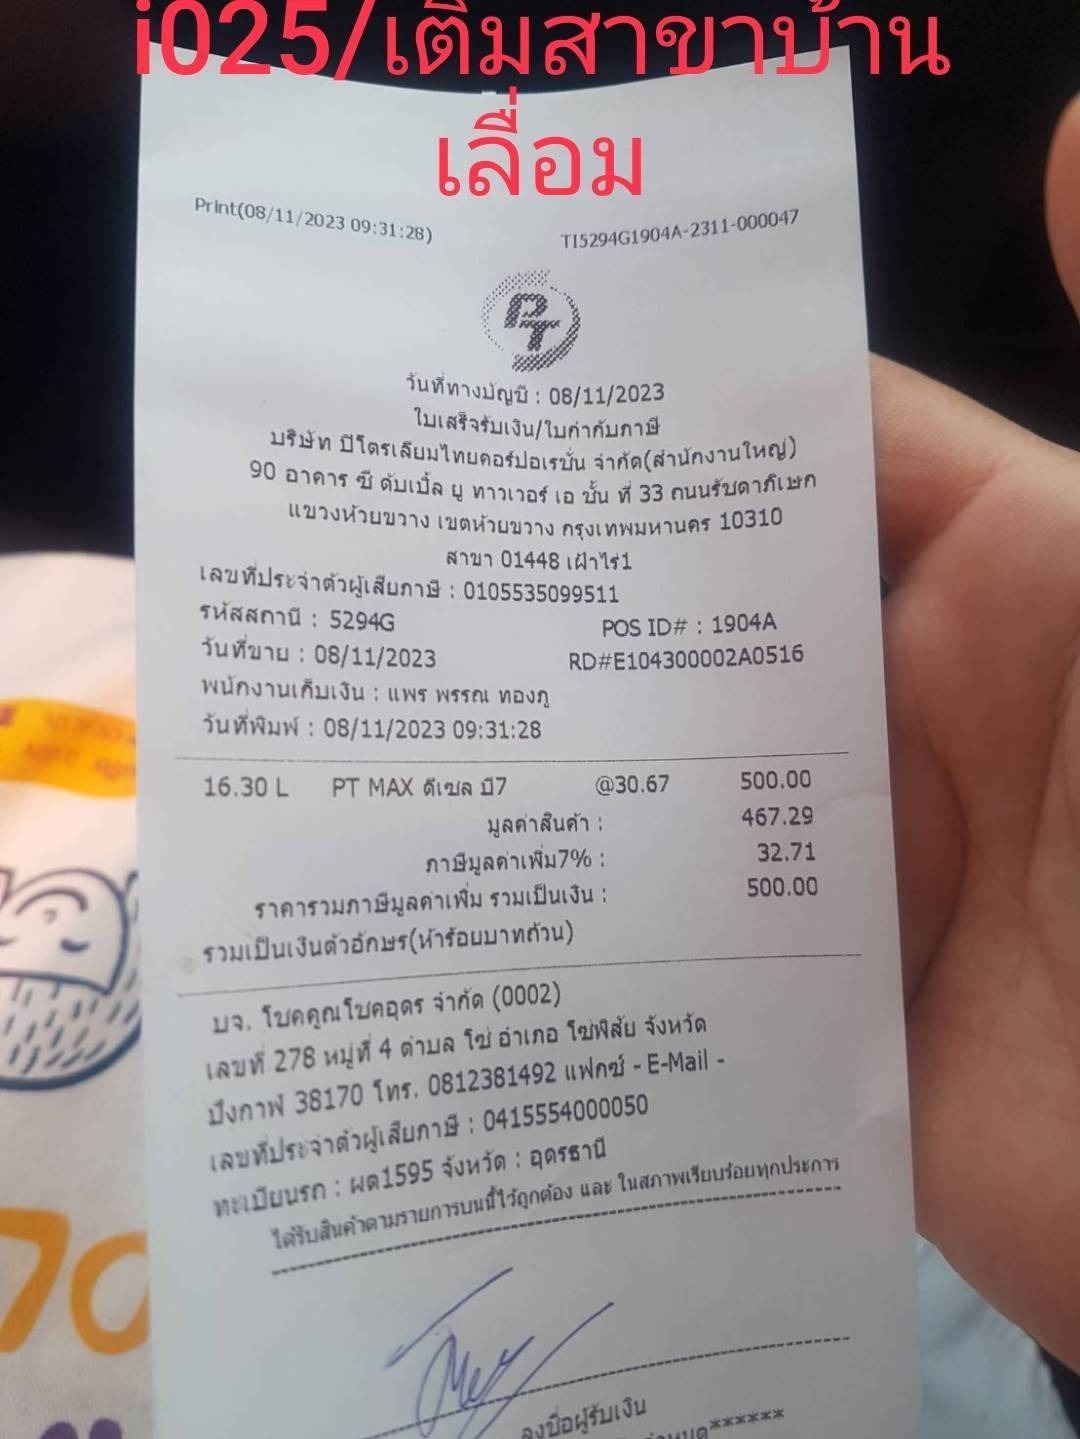 i025/เติมสาขาบ้าน
เลื่อม
Print(08/11/2023 09:31:28)
TI5294G1904A-2311-000047
PT
วันที่ทางบัญชี : 08/11/2023
ใบเสร็จรับเงิน/ใบกำกับภาษี
บริษัท ปิโตรเลียมไทยคอร์ปอเรชั่น จำกัด(สำนักงานใหญ่)
90 อาคาร ซี ดับเบิ้ล ยู ทาวเวอร์ เอ ชั้น ที่ 33 ถนนรัชดาภิเษก
แขวงห้วยขวาง เขตห้วยขวาง กรุงเทพมหานคร 10310
สาขา 01448 เฝ้าไร่1
เลขที่ประจำตัวผู้เสียภาษี : 0105535099511
รหัสสถานี : 5294G POS ID# : 1904A
วันที่ขาย : 08/11/2023 RD#E104300002A0516
พนักงานเก็บเงิน : แพร พรรณ ทองภู
วันที่พิมพ์ : 08/11/2023 09:31:28
16.30 L PT MAX ดีเซล บี7 @30.67 500.00
มูลค่าสินค้า : 467.29
ภาษีมูลค่าเพิ่ม7% : 32.71
ราคารวมภาษีมูลค่าเพิ่ม รวมเป็นเงิน : 500.00
รวมเป็นเงินตัวอักษร(ห้าร้อยบาทถ้วน)
บจ. โชคคูณโชคอุดร จำกัด (0002)
เลขที่ 278 หมู่ที่ 4 ตำบล โซ่ อำเภอ โซ่พิสัย จังหวัด
บึงกาฬ 38170 โทร. 0812381492 แฟกซ์ - E-Mail -
เลขที่ประจำตัวผู้เสียภาษี : 0415554000050
ทะเบียนรถ : ผต1595 จังหวัด : อุดรธานี
ได้รับสินค้าตามรายการบนนี้ไว้ถูกต้อง และ ในสภาพเรียบร้อยทุกประการ
ลงชื่อผู้รับเงิน